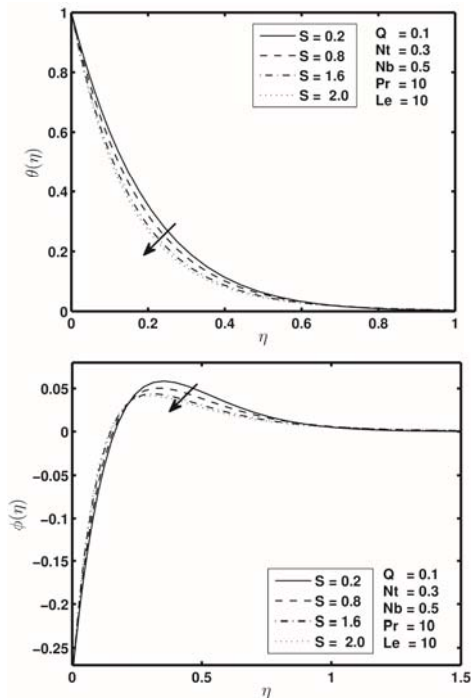 1
0.8
0.6
0.4
0.2
0
θ(η)
S = 0.2
S = 0.8
S = 1.6
S = 2.0
Q = 0.1
Nt = 0.3
Nb = 0.5
Pr = 10
Le = 10
0 0.2 0.4 0.6 0.8 1
η
0.05
0
−0.05
−0.1
−0.15
−0.2
−0.25
ϕ(η)
S = 0.2
S = 0.8
S = 1.6
S = 2.0
Q = 0.1
Nt = 0.3
Nb = 0.5
Pr = 10
Le = 10
0 0.5 1 1.5
η